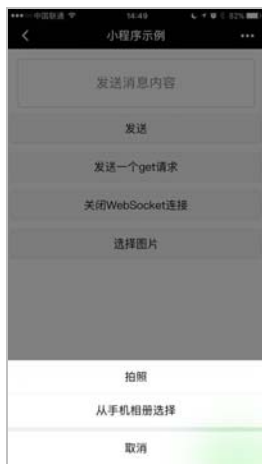 中国联通 14:49 82%
小程序示例
发送消息内容
发送
发送一个get请求
关闭WebSocket连接
选择图片
拍照
从手机相册选择
取消